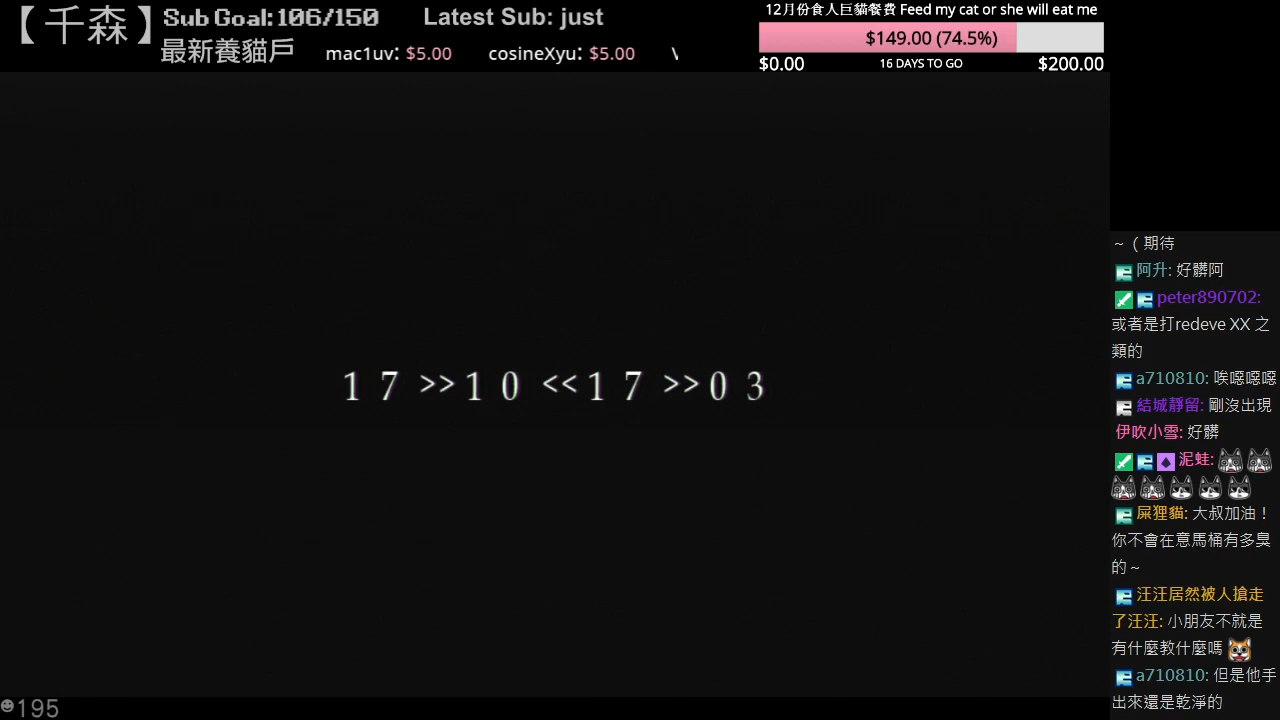 【千森】
Sub Goal:106/150
Latest Sub: just
最新養貓戶
mac1uv: $5.00
cosineXyu: $5.00
12月份食人巨貓餐費 Feed my cat or she will eat me
$149.00 (74.5%)
$0.00
16 DAYS TO GO
$200.00
1 7 >>1 0 <<1 7 >>0 3
~（期待
阿升: 好髒阿
peter890702:
或者是打redeve XX 之
類的
a710810: 唉噁噁噁
結城靜留: 剛沒出現
伊吹小雪: 好髒
泥蛙:
屎狸貓: 大叔加油！
你不會在意馬桶有多臭
的~
汪汪居然被人搶走
了汪汪: 小朋友不就是
有什麼教什麼嗎
a710810: 但是他手
出來還是乾淨的
195